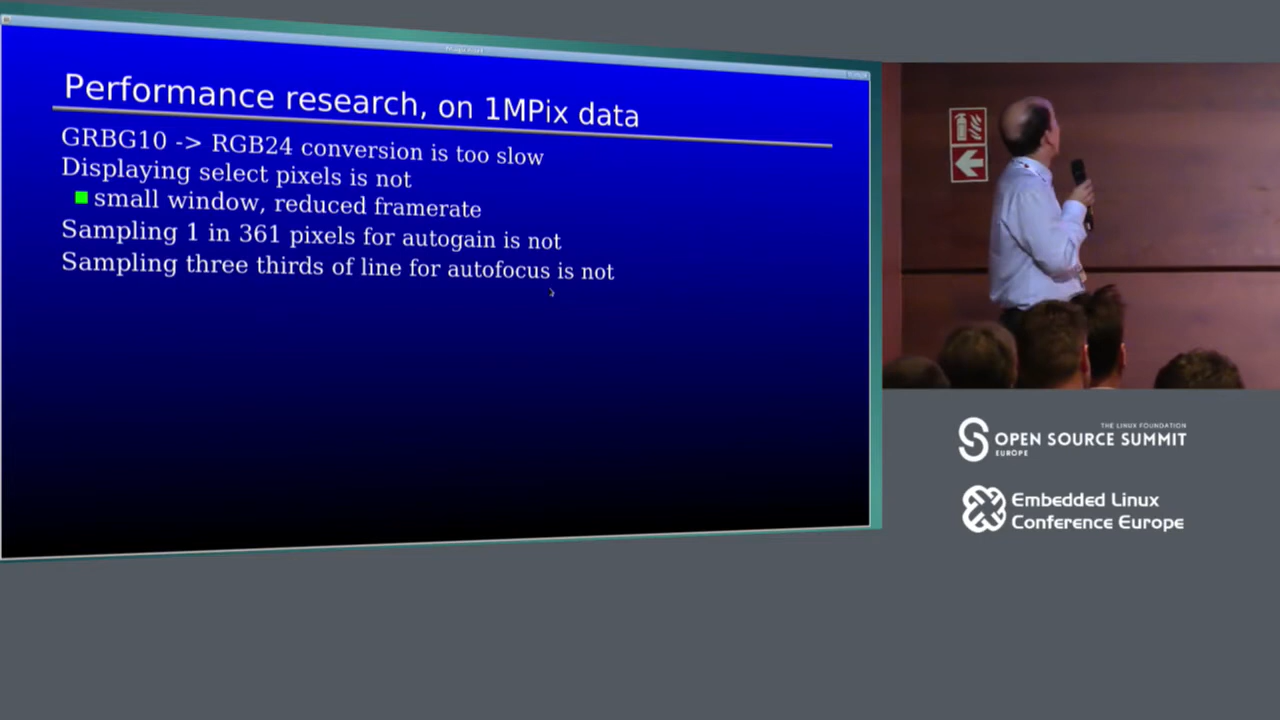 Performance research, on 1MPix data
GRBG10 -> RGB24 conversion is too slow
Displaying select pixels is not
small window, reduced framerate
Sampling 1 in 361 pixels for autogain is not
Sampling three thirds of line for autofocus is not
THE LINUX FOUNDATION
OPEN SOURCE SUMMIT
EUROPE
Embedded Linux
Conference Europe